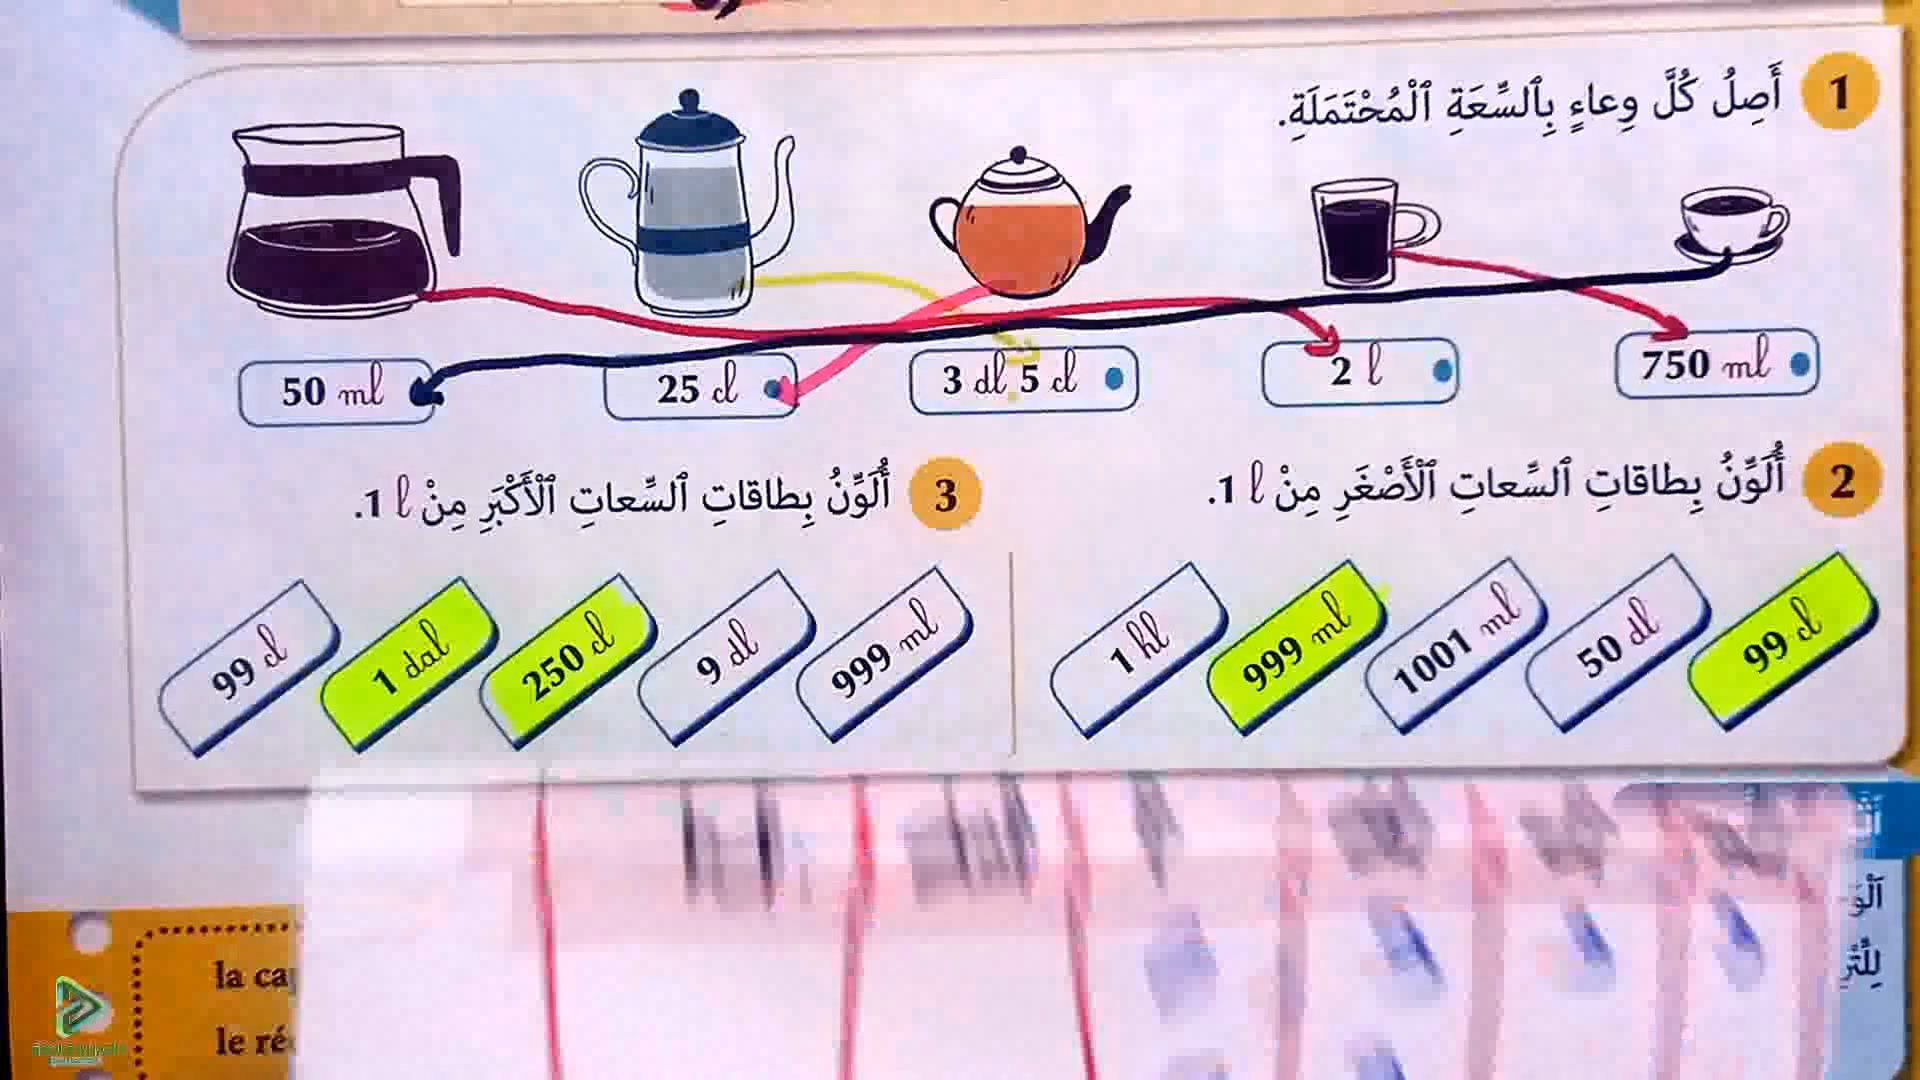 1 أَصِلُ كُلَّ وِعاءٍ بِٱلسِّعَةِ ٱلْمُحْتَمَلَةِ.
50 ml
25 cl
3 dl 5 cl
2 l
750 ml
2 أُلَوِّنُ بِطاقاتِ ٱلسِّعاتِ ٱلْأَصْغَرِ مِنْ 1 l.
99 cl
50 dl
1001 ml
999 ml
1 hl
3 أُلَوِّنُ بِطاقاتِ ٱلسِّعاتِ ٱلْأَكْبَرِ مِنْ 1 l.
999 ml
9 dl
250 cl
1 dal
99 cl
la ca
le ré